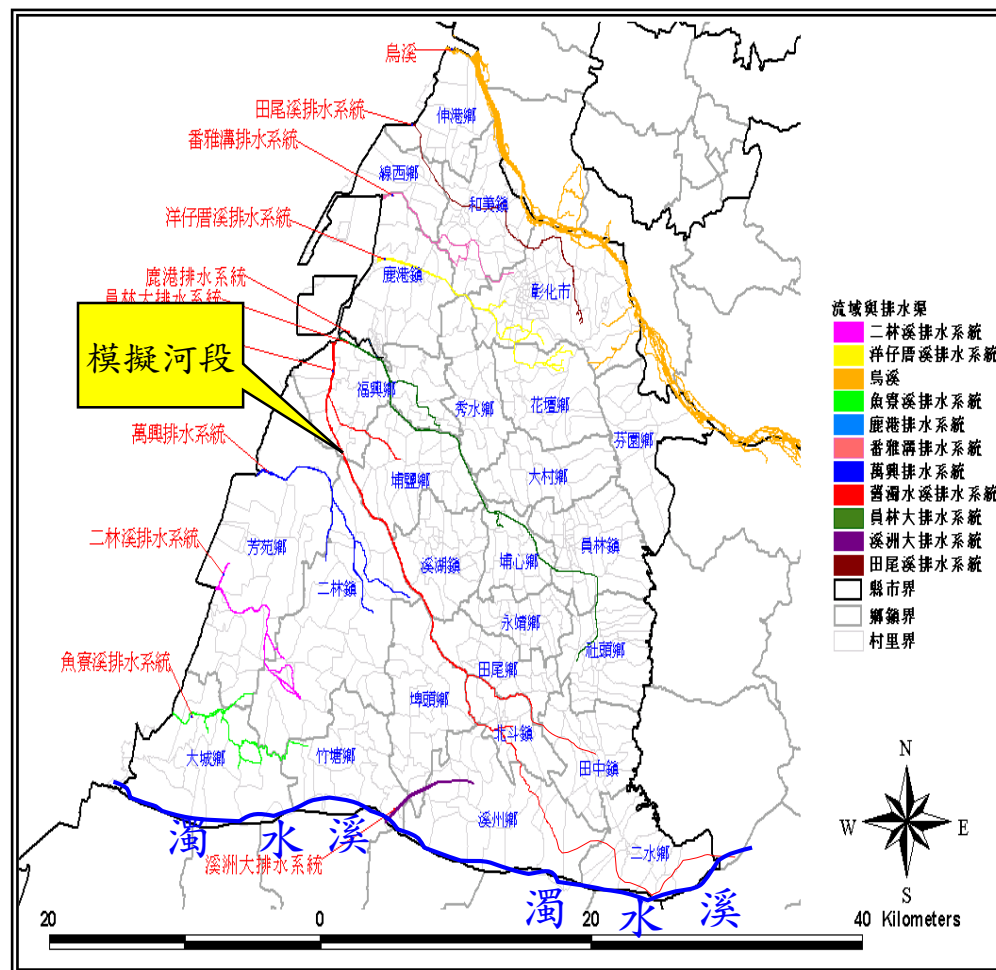 烏溪
田尾溪排水系統
伸港鄉
番雅溝排水系統
線西鄉
和美鎮
洋仔厝溪排水系統
鹿港鎮
鹿港排水系統
彰化市
員林大排水系統
流域與排水渠
二林溪排水系統
洋仔厝溪排水系統
烏溪
魚寮溪排水系統
鹿港排水系統
番雅溝排水系統
萬興排水系統
舊濁水溪排水系統
員林大排水系統
溪洲大排水系統
田尾溪排水系統
縣市界
鄉鎮界
村里界
模擬河段
福興鄉
秀水鄉
花壇鄉
芬園鄉
萬興排水系統
埔鹽鄉
大村鄉
二林溪排水系統
芳苑鄉
二林鎮
溪湖鎮
埔心鄉
員林鎮
永靖鄉
社頭鄉
魚寮溪排水系統
田尾鄉
埤頭鄉
北斗鎮
大城鄉
竹塘鄉
田中鎮
溪州鄉
二水鄉
濁水溪
溪洲大排水系統
濁水溪
N
W
E
S
20
0
20
40 Kilometers